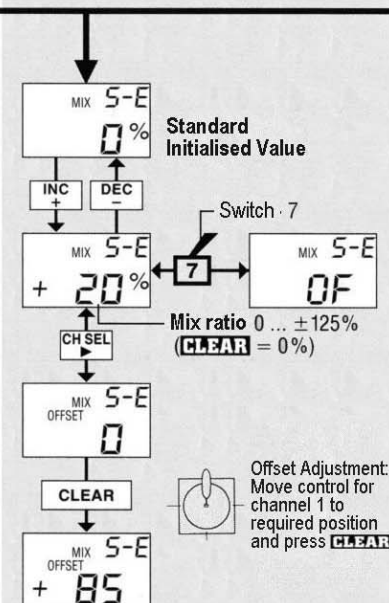 MIX S-E
0%
Standard
Initialised Value
INC
+
DEC
–
Switch · 7
MIX S-E
+ 20%
7
MIX S-E
OF
Mix ratio 0 ... ±125%
(CLEAR = 0%)
CH SEL
►
MIX S-E
OFFSET
0
CLEAR
Offset Adjustment:
Move control for
channel 1 to
required position
and press CLEAR
MIX S-E
OFFSET
+ 85